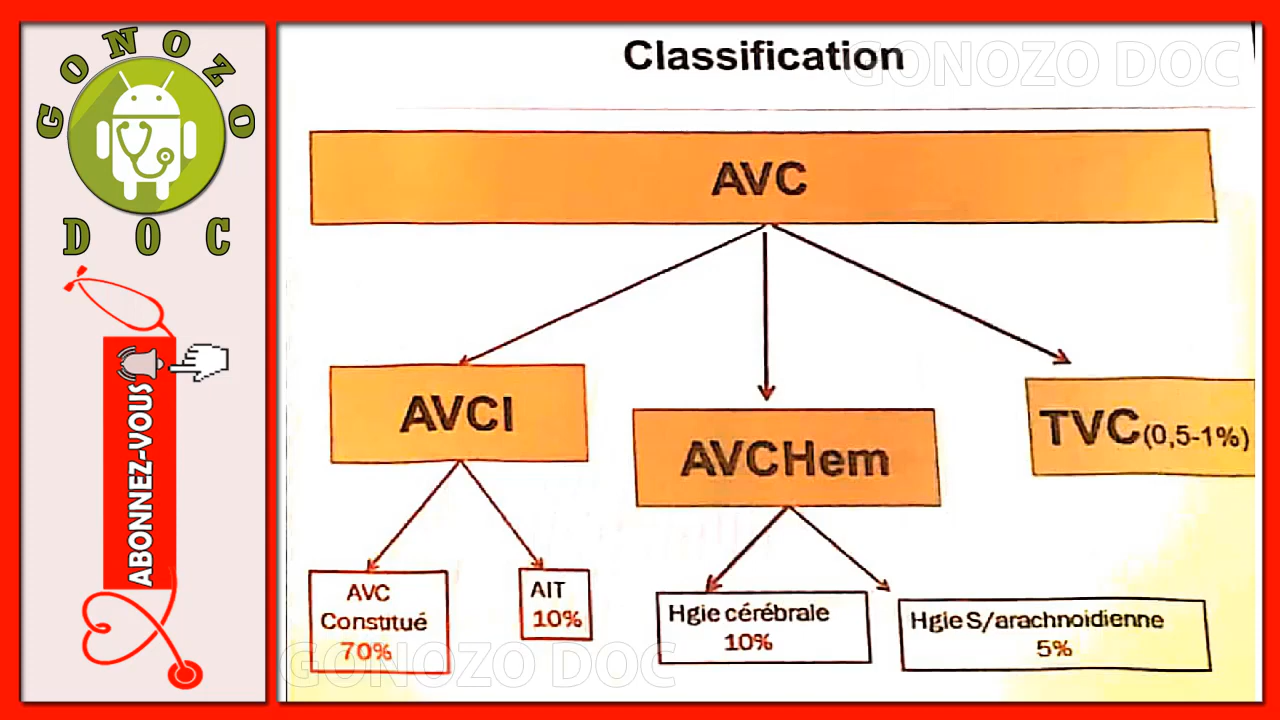 GONOZO
DOC
ABONNEZ-VOUS
Classification
GONOZO DOC
AVC
AVCI
AVCHem
TVC(0,5-1%)
AVC
Constitué
70%
AIT
10%
Hgie cérébrale
10%
Hgie S/arachnoidienne
5%
GONOZO DOC